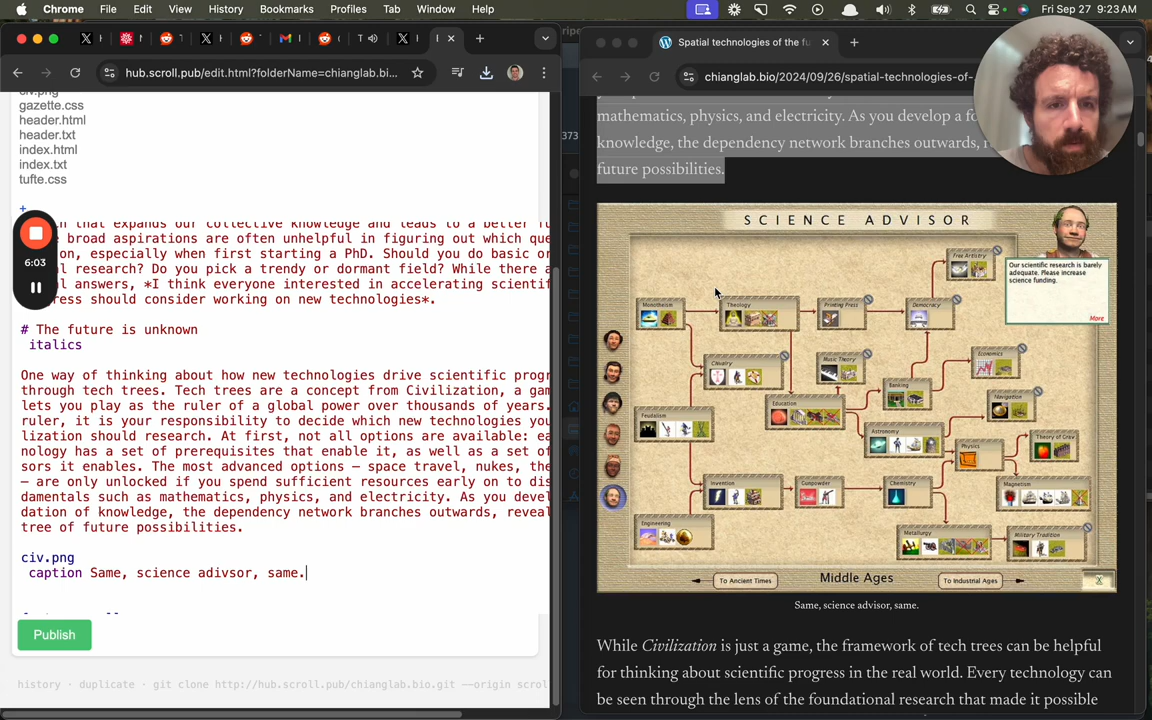 Chrome File Edit View History Bookmarks Profiles Tab Window Help
Fri Sep 27 9:23 AM
hub.scroll.pub/edit.html?folderName=chianglab.bio...
gazette.css
header.html
header.txt
index.html
index.txt
tufte.css
+
6:03
that expands our collective knowledge and leads to a better
broad aspirations are often unhelpful in figuring out which que
on, especially when first starting a PhD. Should you do basic or
l research? Do you pick a trendy or dormant field? While there a
l answers, *I think everyone interested in accelerating scientif
gress should consider working on new technologies*.
# The future is unknown
italics
One way of thinking about how new technologies drive scientific prog
through tech trees. Tech trees are a concept from Civilization, a gam
lets you play as the ruler of a global power over thousands of years.
ruler, it is your responsibility to decide which new technologies you
lization should research. At first, not all options are available: ea
nology has a set of prerequisites that enable it, as well as a set of
sors it enables. The most advanced options — space travel, nukes, the
— are only unlocked if you spend sufficient resources early on to dis
damentals such as mathematics, physics, and electricity. As you devel
dation of knowledge, the dependency network branches outwards, reveal
tree of future possibilities.
civ.png
caption Same, science adivsor, same.
Publish
history · duplicate · git clone http://hub.scroll.pub/chianglab.bio.git --origin scrol
373
Spatial technologies of the fu
chianglab.bio/2024/09/26/spatial-technologies-of-
mathematics, physics, and electricity. As you develop a fo
knowledge, the dependency network branches outwards, r
future possibilities.
SCIENCE ADVISOR
Our scientific research is barely
adequate. Please increase
science funding.
More
Free Artistry
Monotheism
Theology
Printing Press
Democracy
Chivalry
Music Theory
Economics
Banking
Education
Navigation
Feudalism
Astronomy
Physics
Theory of Grav
Invention
Gunpowder
Chemistry
Magnetism
Engineering
Metallurgy
Military Tradition
To Ancient Times
Middle Ages
To Industrial Ages
X
Same, science advisor, same.
While Civilization is just a game, the framework of tech trees can be helpful
for thinking about scientific progress in the real world. Every technology can
be seen through the lens of the foundational research that made it possible